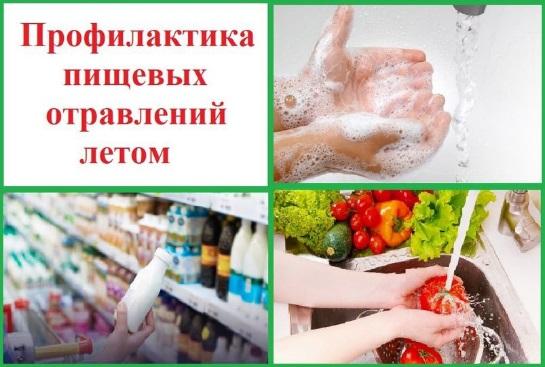 Профилактика
пищевых
отравлений
летом